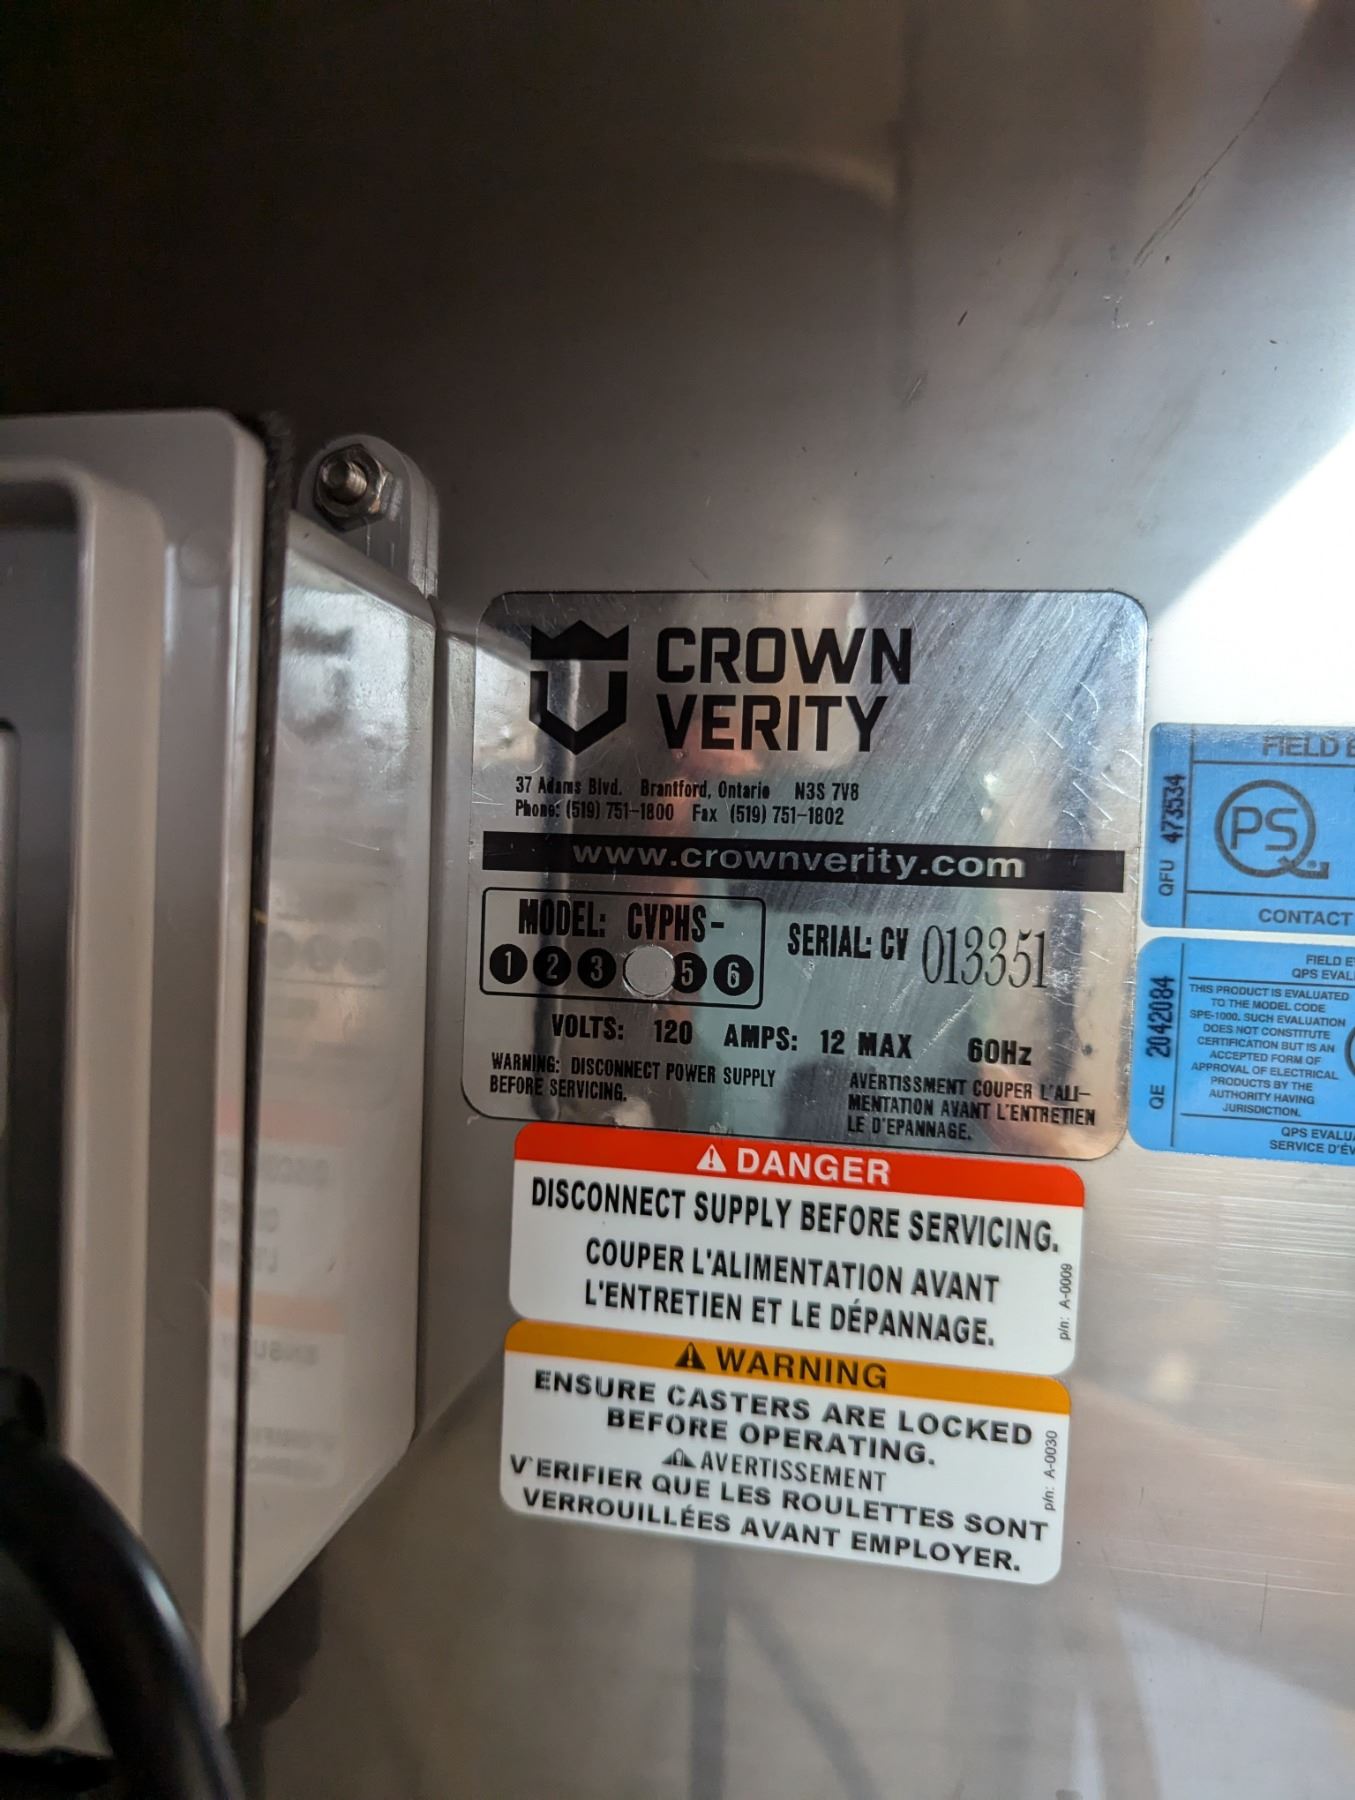 CROWN
VERITY
37 Adams Blvd. Brantford, Ontario N3S 7V8
Phone: (519) 751-1800 Fax (519) 751-1802
www.crownverity.com
MODEL: CVPHS-
1 2 3 5 6
SERIAL: CV 013351
VOLTS: 120 AMPS: 12 MAX 60Hz
WARNING: DISCONNECT POWER SUPPLY
BEFORE SERVICING.
AVERTISSMENT COUPER L'ALI-
MENTATION AVANT L'ENTRETIEN
LE D'EPANNAGE.
DANGER
DISCONNECT SUPPLY BEFORE SERVICING.
COUPER L'ALIMENTATION AVANT
L'ENTRETIEN ET LE DÉPANNAGE.
p/n: A-0009
WARNING
ENSURE CASTERS ARE LOCKED
BEFORE OPERATING.
AVERTISSEMENT
V`ERIFIER QUE LES ROULETTES SONT
VERROUILLÉES AVANT EMPLOYER.
p/n: A-0030
FIELD
QFU 473534
PS
CONTACT
FIELD
QPS
QE 2042084
THIS PRODUCT IS EVALUATED
TO THE MODEL CODE
SPE-1000. SUCH EVALUATION
DOES NOT CONSTITUTE
CERTIFICATION BUT IS AN
ACCEPTED FORM OF
APPROVAL OF ELECTRICAL
PRODUCTS BY THE
AUTHORITY HAVING
JURISDICTION.
QPS
SERVICE